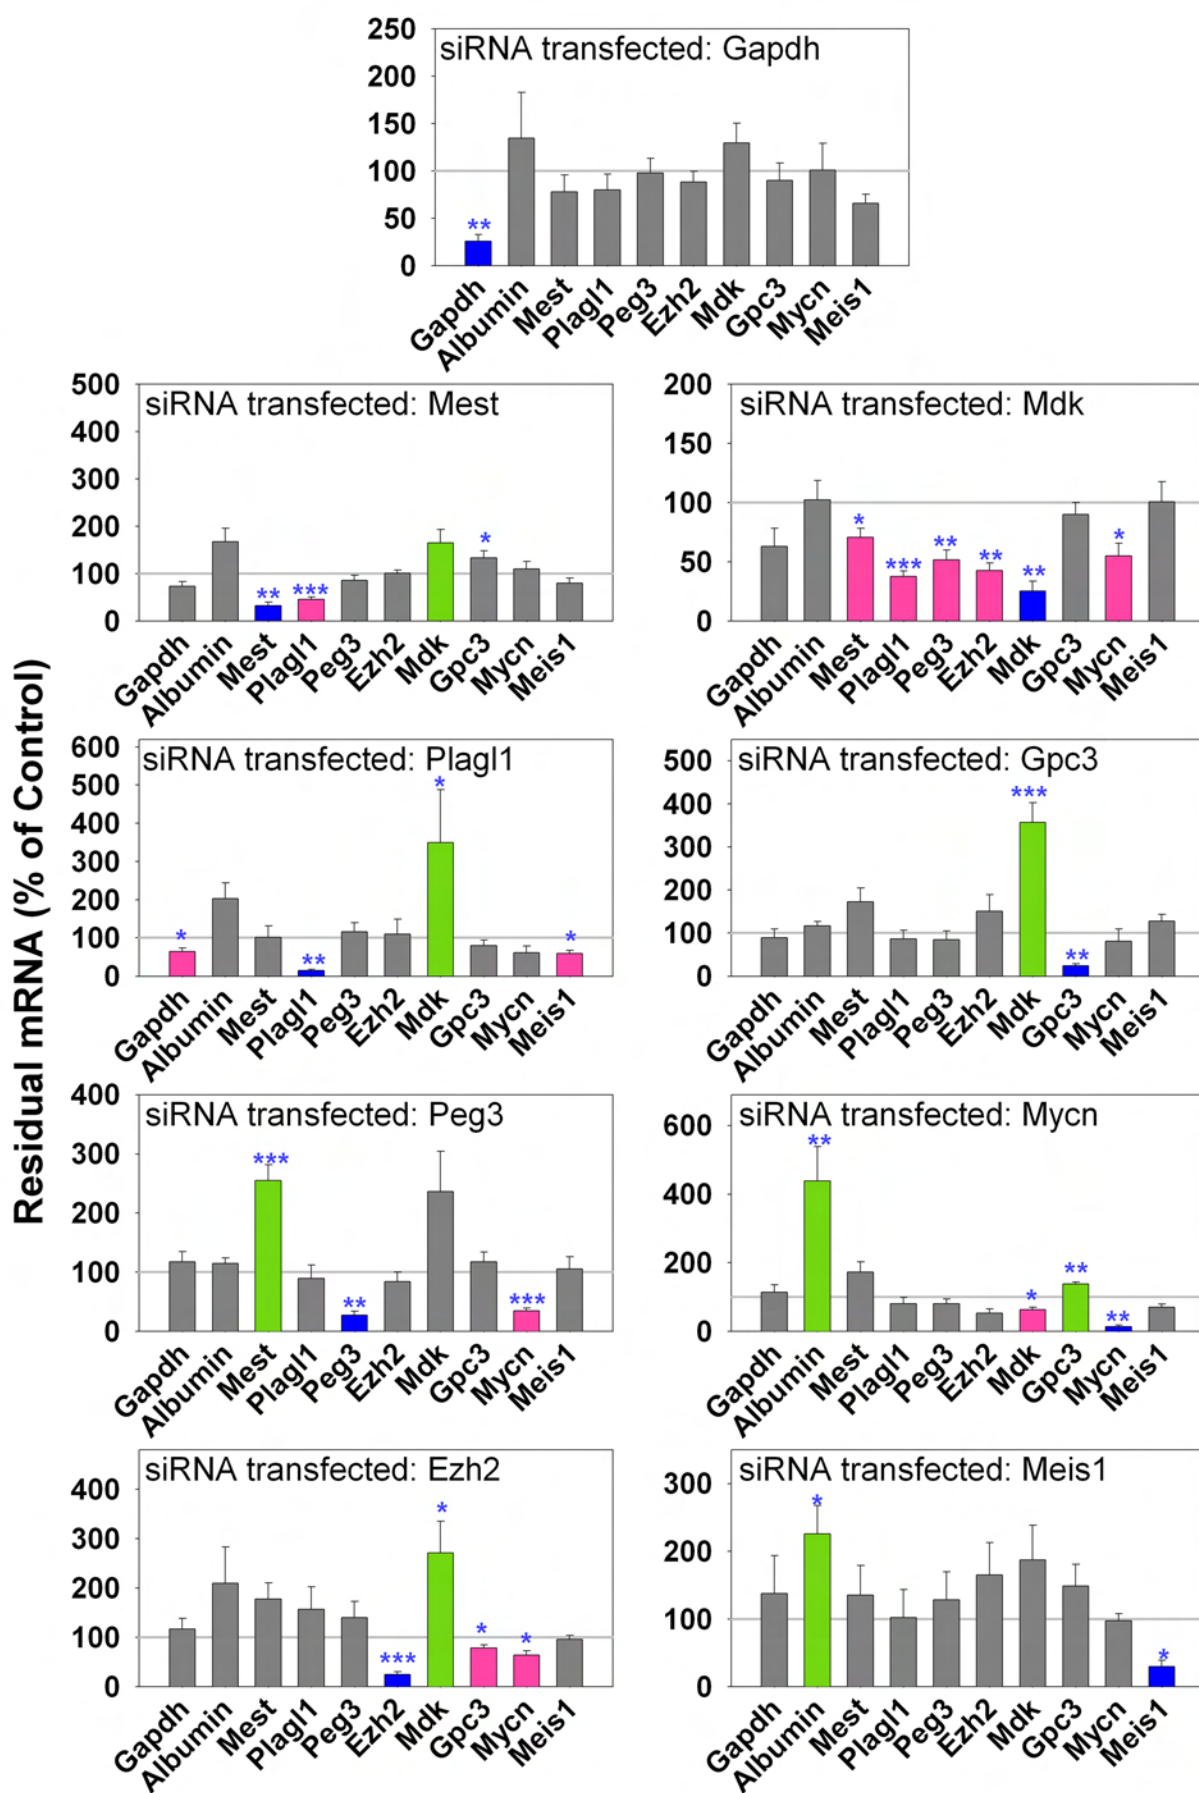 Residual mRNA (% of Control)
siRNA transfected: Gapdh
250
200
150
100
50
0
**
Gapdh Albumin Mest Plagl1 Peg3 Ezh2 Mdk Gpc3 Mycn Meis1
siRNA transfected: Mest
500
400
300
200
100
0
** *** *
Gapdh Albumin Mest Plagl1 Peg3 Ezh2 Mdk Gpc3 Mycn Meis1
siRNA transfected: Mdk
200
150
100
50
0
* *** ** ** ** *
Gapdh Albumin Mest Plagl1 Peg3 Ezh2 Mdk Gpc3 Mycn Meis1
siRNA transfected: Plagl1
600
500
400
300
200
100
0
* ** * *
Gapdh Albumin Mest Plagl1 Peg3 Ezh2 Mdk Gpc3 Mycn Meis1
siRNA transfected: Gpc3
500
400
300
200
100
0
*** **
Gapdh Albumin Mest Plagl1 Peg3 Ezh2 Mdk Gpc3 Mycn Meis1
siRNA transfected: Peg3
400
300
200
100
0
*** ** ***
Gapdh Albumin Mest Plagl1 Peg3 Ezh2 Mdk Gpc3 Mycn Meis1
siRNA transfected: Mycn
600
400
200
0
** * ** **
Gapdh Albumin Mest Plagl1 Peg3 Ezh2 Mdk Gpc3 Mycn Meis1
siRNA transfected: Ezh2
400
300
200
100
0
*** * * *
Gapdh Albumin Mest Plagl1 Peg3 Ezh2 Mdk Gpc3 Mycn Meis1
siRNA transfected: Meis1
300
200
100
0
* *
Gapdh Albumin Mest Plagl1 Peg3 Ezh2 Mdk Gpc3 Mycn Meis1